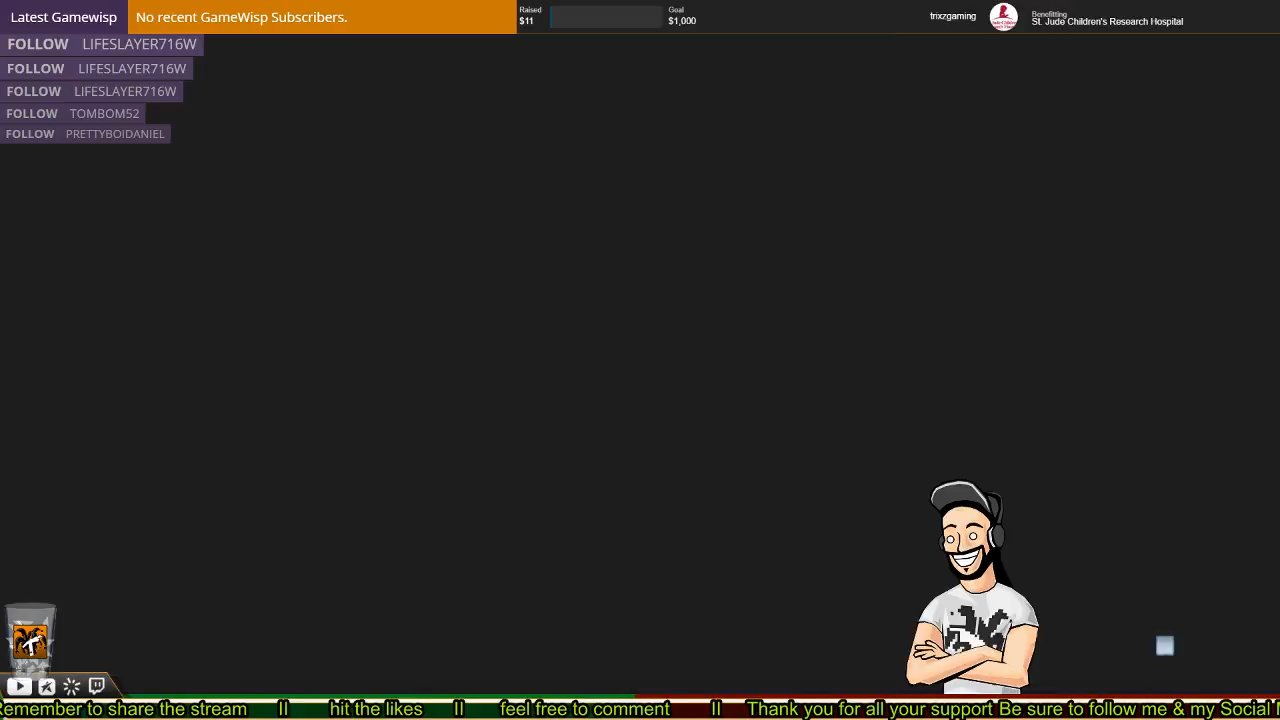 Latest Gamewisp
No recent GameWisp Subscribers.
Raised
$11
Goal
$1,000
trixzgaming
Benefitting
St. Jude Children's Research Hospital
FOLLOW LIFESLAYER716W
FOLLOW LIFESLAYER716W
FOLLOW LIFESLAYER716W
FOLLOW TOMBOM52
FOLLOW PRETTYBOIDANIEL
Remember to share the stream II hit the likes II feel free to comment II Thank you for all your support Be sure to follow me & my Social